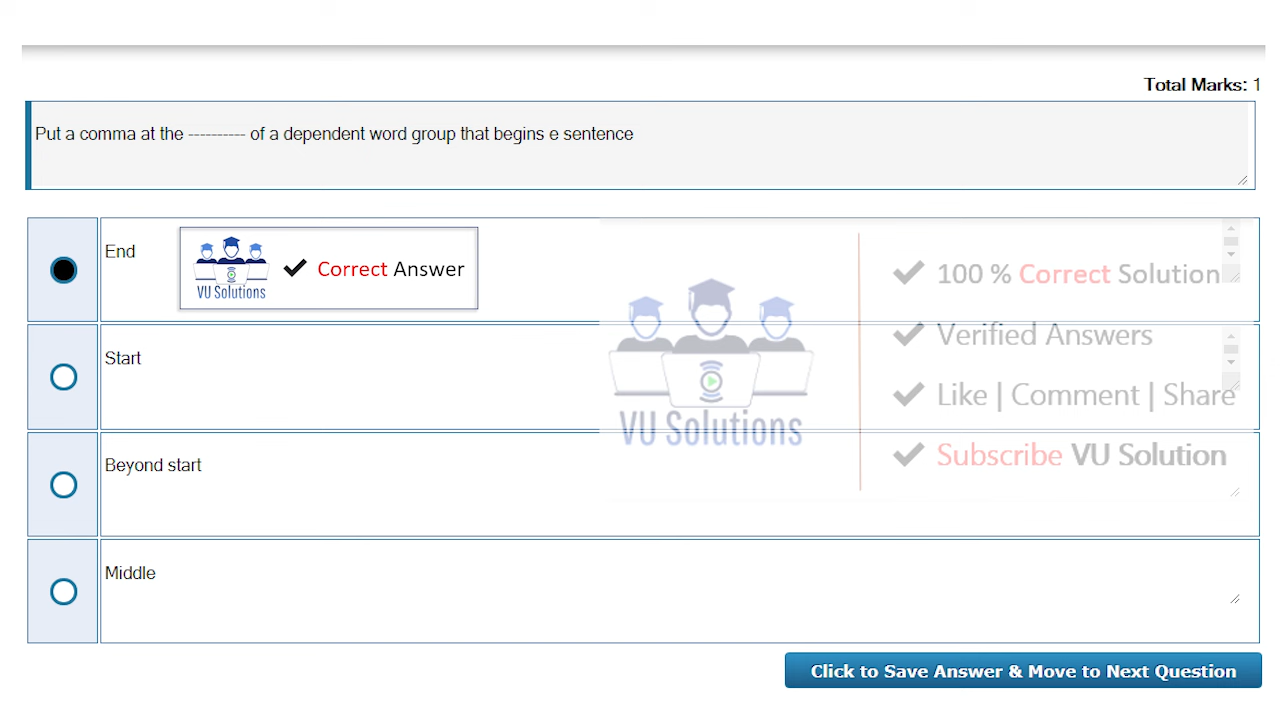 Total Marks: 1
Put a comma at the ---------- of a dependent word group that begins e sentence
End
VU Solutions
Correct Answer
100 % Correct Solution
Start
Verified Answers
Like | Comment | Share
VU Solutions
Subscribe VU Solution
Beyond start
Middle
Click to Save Answer & Move to Next Question